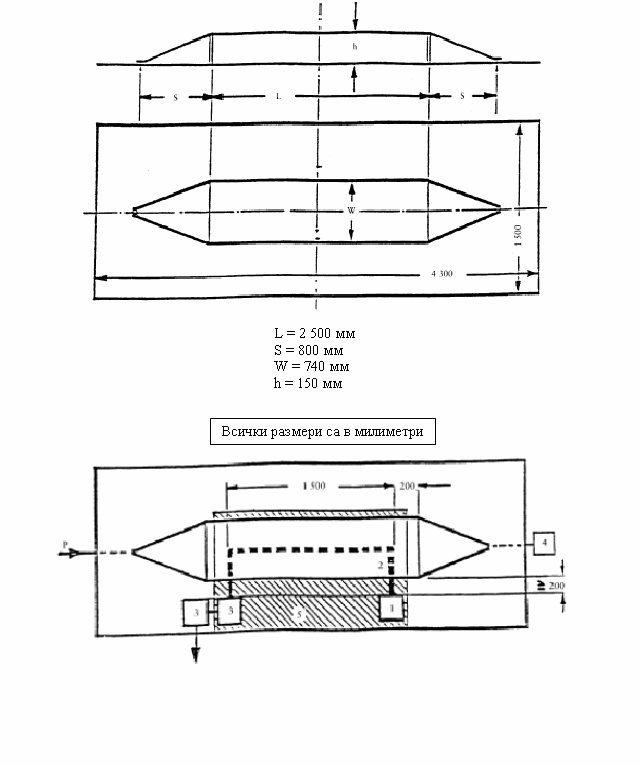 h
S L S
W
1 500
4 300
L = 2 500 мм
S = 800 мм
W = 740 мм
h = 150 мм
Всички размери са в милиметри
1 500 200
P
2
4
≥ 200
3 3 5 1